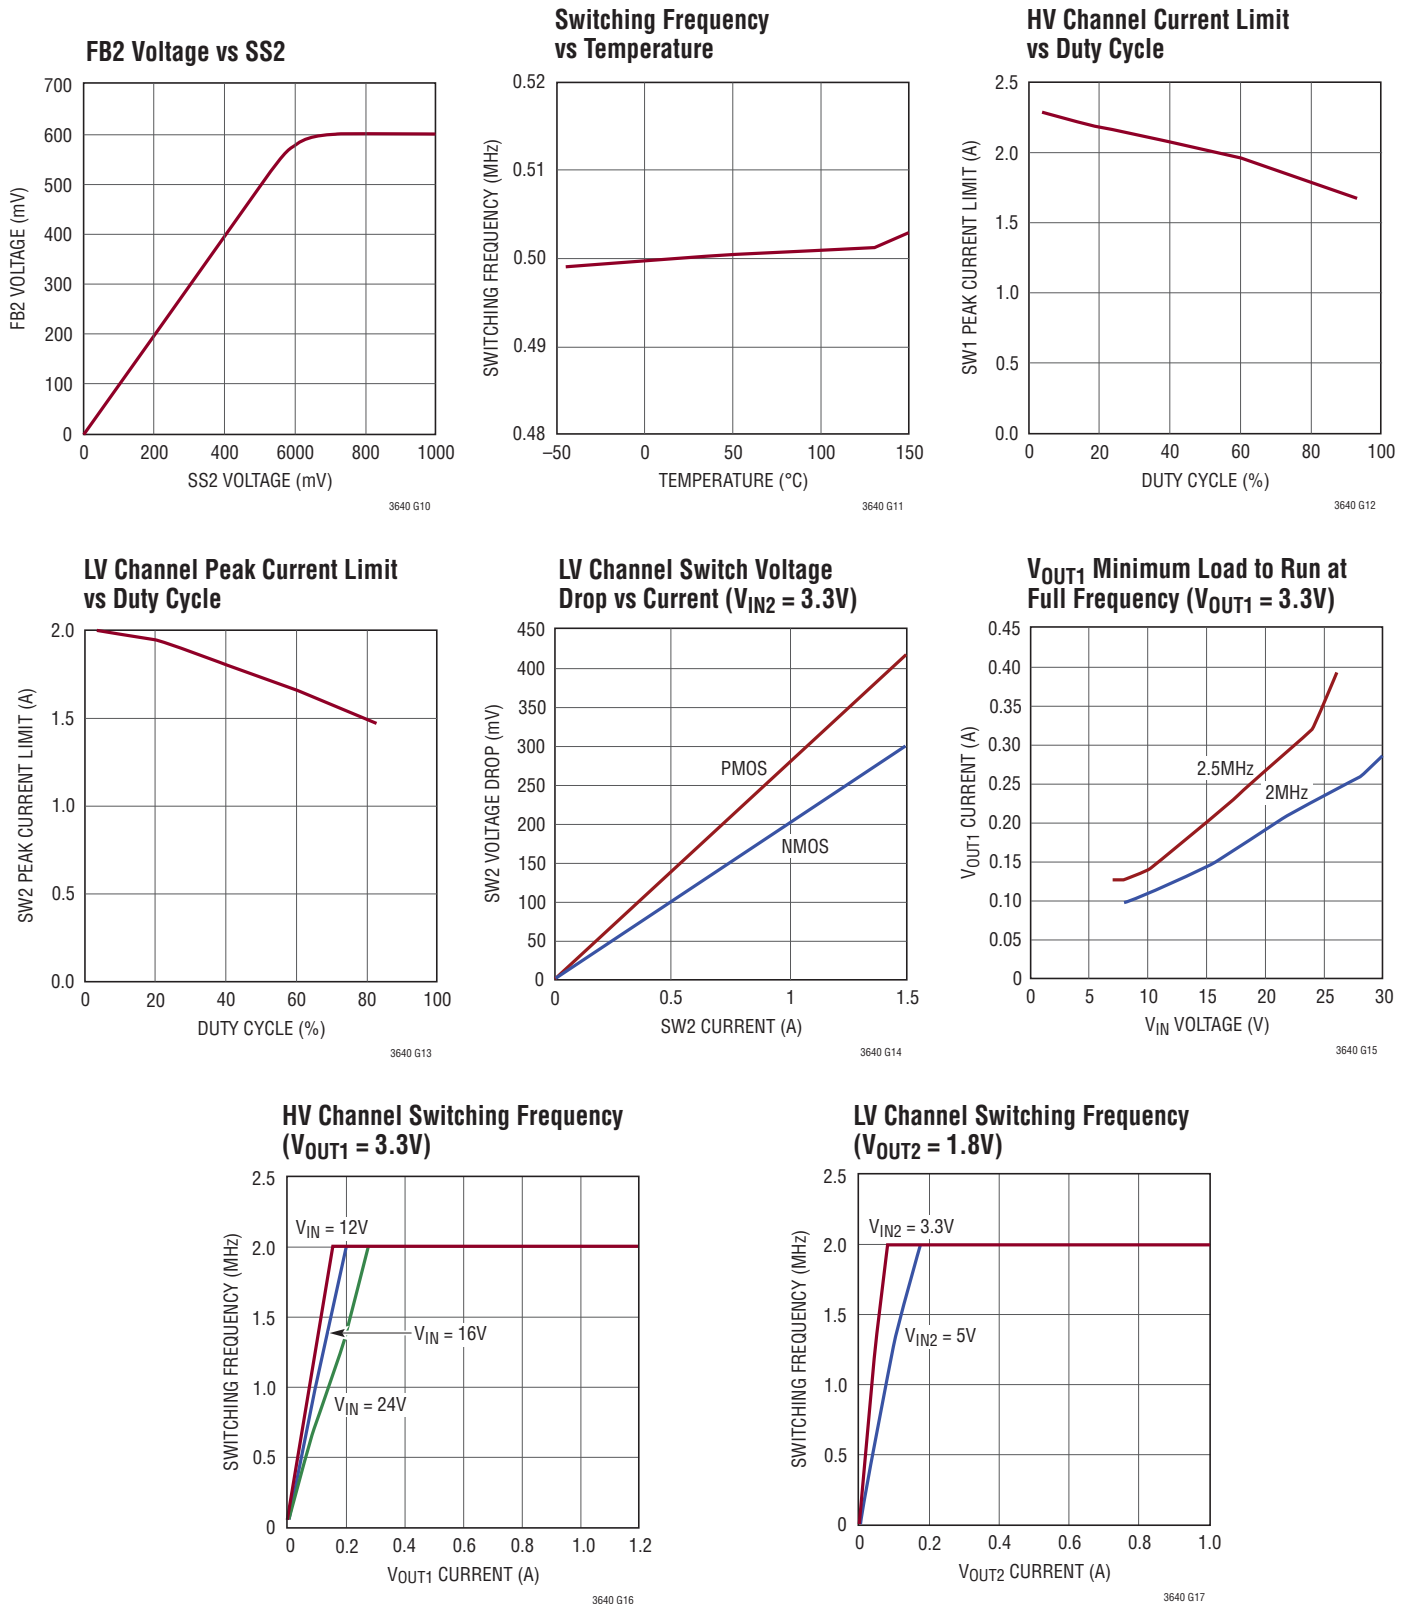 FB2 Voltage vs SS2
700
600
500
400
300
200
100
0
FB2 VOLTAGE (mV)
0 200 400 6000 800 1000
SS2 VOLTAGE (mV)
3640 G10
Switching Frequency
vs Temperature
0.52
0.51
0.50
0.49
0.48
SWITCHING FREQUENCY (MHz)
–50 0 50 100 150
TEMPERATURE (°C)
3640 G11
HV Channel Current Limit
vs Duty Cycle
2.5
2.0
1.5
1.0
0.5
0.0
SW1 PEAK CURRENT LIMIT (A)
0 20 40 60 80 100
DUTY CYCLE (%)
3640 G12
LV Channel Peak Current Limit
vs Duty Cycle
2.0
1.5
1.0
0.5
0.0
SW2 PEAK CURRENT LIMIT (A)
0 20 40 60 80 100
DUTY CYCLE (%)
3640 G13
LV Channel Switch Voltage
Drop vs Current (VIN2 = 3.3V)
450
400
350
300
250
200
150
100
50
0
SW2 VOLTAGE DROP (mV)
PMOS
NMOS
0 0.5 1 1.5
SW2 CURRENT (A)
3640 G14
VOUT1 Minimum Load to Run at
Full Frequency (VOUT1 = 3.3V)
0.45
0.40
0.35
0.30
0.25
0.20
0.15
0.10
0.05
0
VOUT1 CURRENT (A)
2.5MHz
2MHz
0 5 10 15 20 25 30
VIN VOLTAGE (V)
3640 G15
HV Channel Switching Frequency
(VOUT1 = 3.3V)
2.5
2.0
1.5
1.0
0.5
0
SWITCHING FREQUENCY (MHz)
VIN = 12V
VIN = 16V
VIN = 24V
0 0.2 0.4 0.6 0.8 1.0 1.2
VOUT1 CURRENT (A)
3640 G16
LV Channel Switching Frequency
(VOUT2 = 1.8V)
2.5
2.0
1.5
1.0
0.5
0
SWITCHING FREQUENCY (MHz)
VIN2 = 3.3V
VIN2 = 5V
0 0.2 0.4 0.6 0.8 1.0
VOUT2 CURRENT (A)
3640 G17